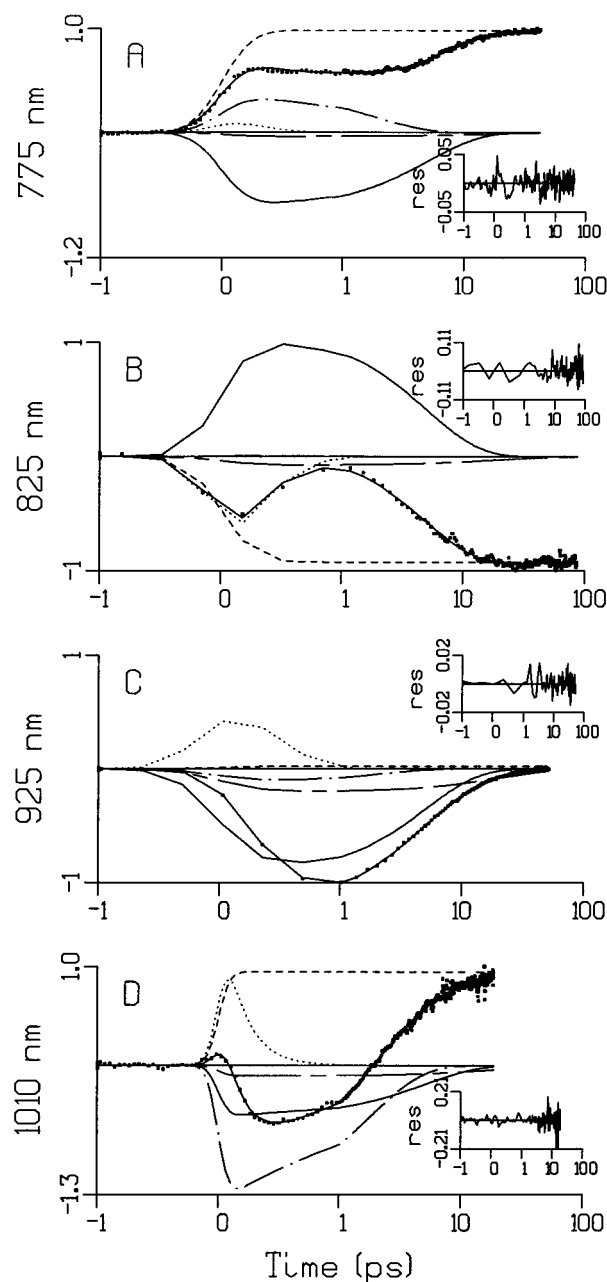 775 nm
A
1.0
-1.2
-1 0 1 10 100
res
0.05
-0.05
-1 0 1 10 100
825 nm
B
1
-1
-1 0 1 10 100
res
0.11
-0.11
-1 0 1 10 100
925 nm
C
1
-1
-1 0 1 10 100
res
0.02
-0.02
-1 0 1 10 100
1010 nm
D
1.0
-1.3
-1 0 1 10 100
res
0.21
-0.21
-1 0 1 10 100
Time (ps)